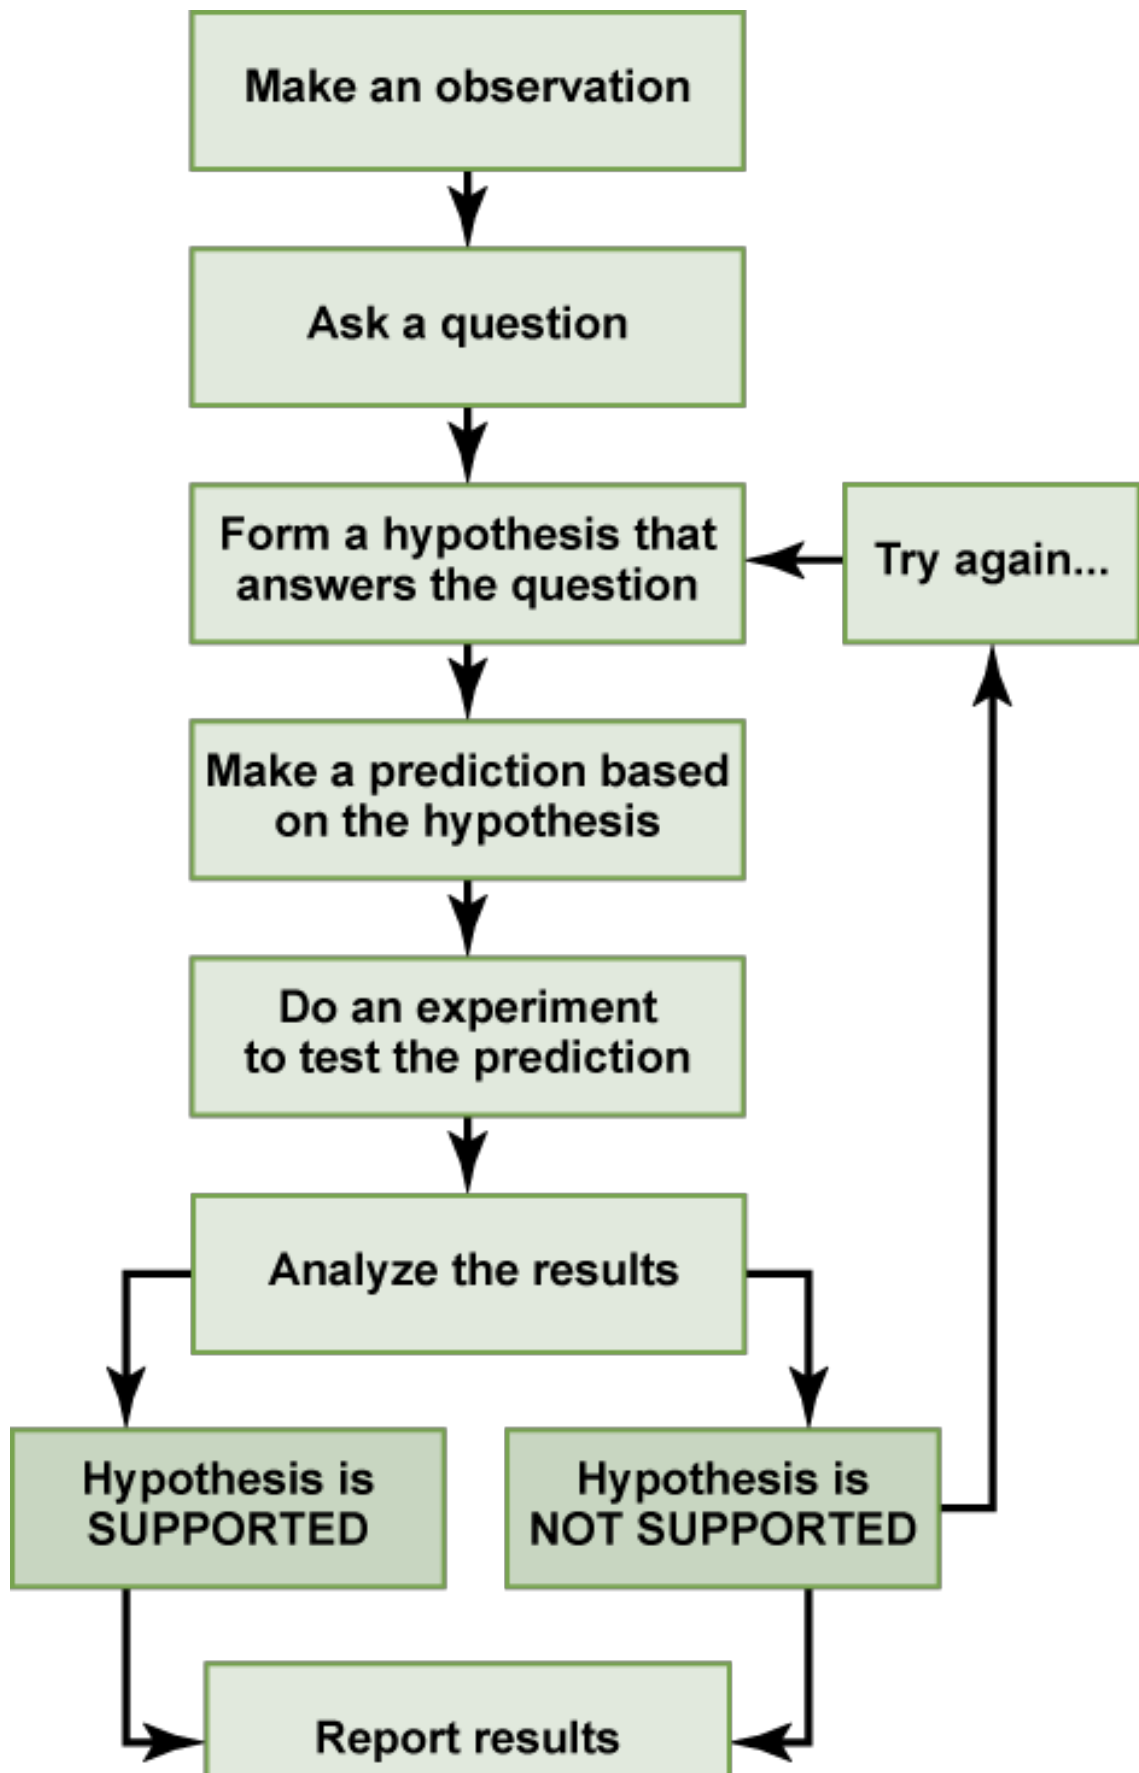 Make an observation
Ask a question
Form a hypothesis that
answers the question
Try again...
Make a prediction based
on the hypothesis
Do an experiment
to test the prediction
Analyze the results
Hypothesis is
SUPPORTED
Hypothesis is
NOT SUPPORTED
Report results